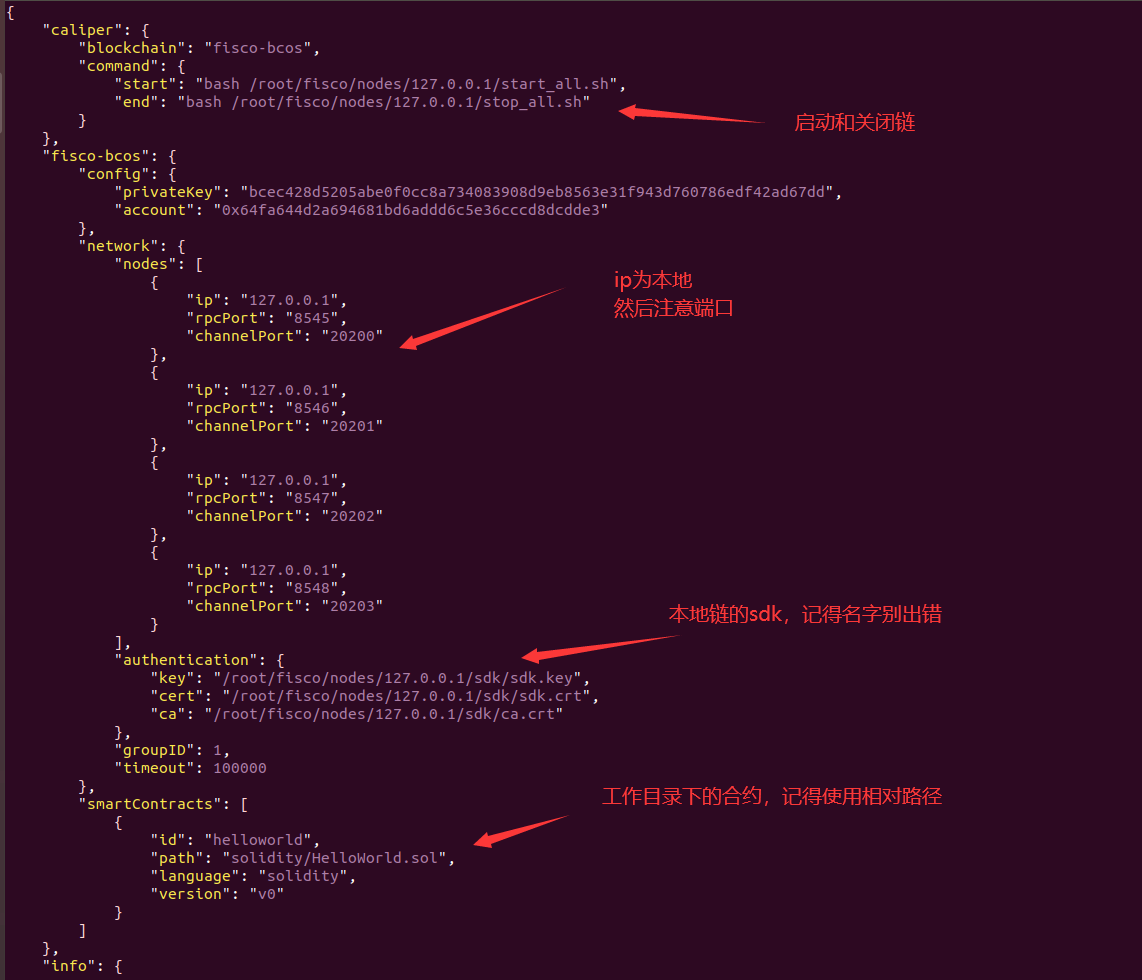 {
    "caliper": {
        "blockchain": "fisco-bcos",
        "command": {
            "start": "bash /root/fisco/nodes/127.0.0.1/start_all.sh",
            "end": "bash /root/fisco/nodes/127.0.0.1/stop_all.sh"
启动和关闭链
        }
    },
    "fisco-bcos": {
        "config": {
            "privateKey": "bcec428d5205abe0f0cc8a734083908d9eb8563e31f943d760786edf42ad67dd",
            "account": "0x64fa644d2a694681bd6addd6c5e36cccd8dcdde3"
        },
        "network": {
            "nodes": [
                {
ip为本地
                    "ip": "127.0.0.1",
然后注意端口
                    "rpcPort": "8545",
                    "channelPort": "20200"
                },
                {
                    "ip": "127.0.0.1",
                    "rpcPort": "8546",
                    "channelPort": "20201"
                },
                {
                    "ip": "127.0.0.1",
                    "rpcPort": "8547",
                    "channelPort": "20202"
                },
                {
                    "ip": "127.0.0.1",
                    "rpcPort": "8548",
                    "channelPort": "20203"
                }
本地链的sdk，记得名字别出错
            ],
            "authentication": {
                "key": "/root/fisco/nodes/127.0.0.1/sdk/sdk.key",
                "cert": "/root/fisco/nodes/127.0.0.1/sdk/sdk.crt",
                "ca": "/root/fisco/nodes/127.0.0.1/sdk/ca.crt"
            },
            "groupID": 1,
            "timeout": 100000
        },
工作目录下的合约，记得使用相对路径
        "smartContracts": [
            {
                "id": "helloworld",
                "path": "solidity/HelloWorld.sol",
                "language": "solidity",
                "version": "v0"
            }
        ]
    },
    "info": {